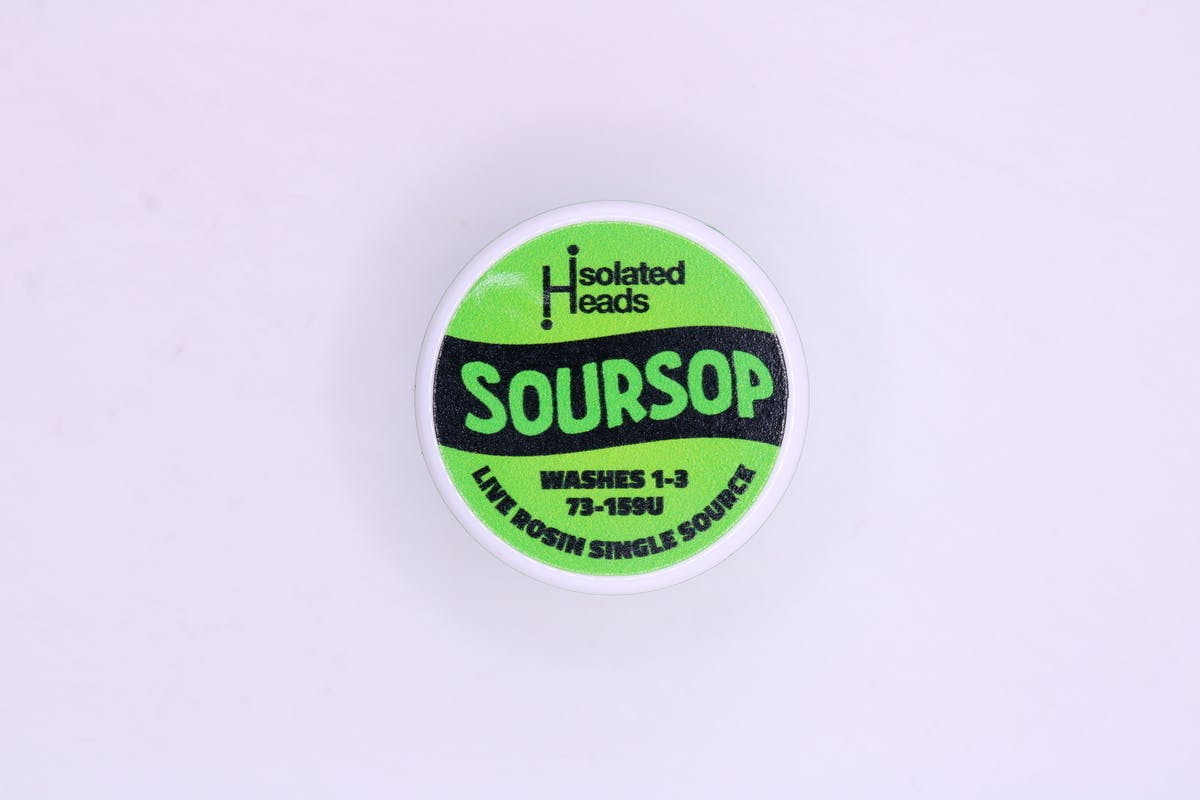 Isolated
Heads
SOURSOP
WASHES 1-3
73-159U
LIVE ROSIN SINGLE SOURCE